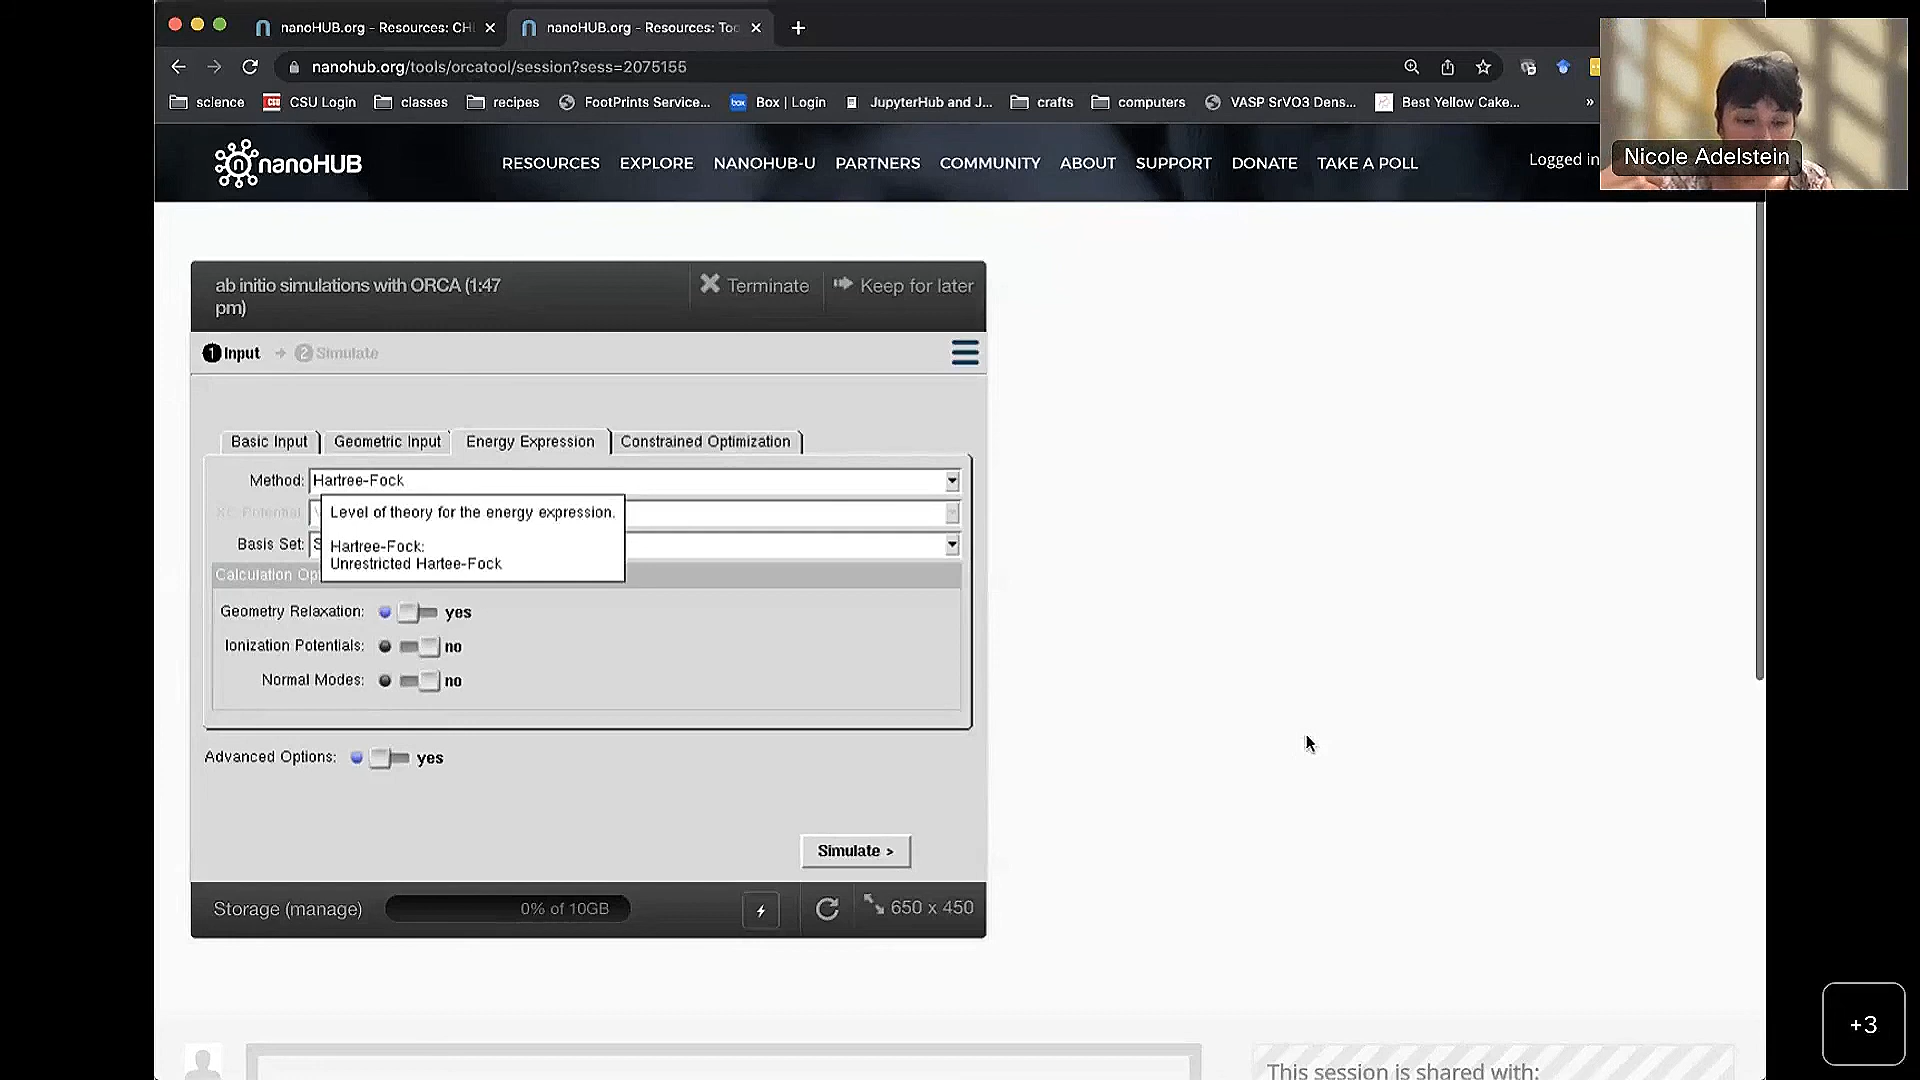 nanoHUB.org - Resources: CH
nanoHUB.org - Resources: Too
nanohub.org/tools/orcatool/session?sess=2075155
science
CSU Login
classes
recipes
FootPrints Service...
box
Box | Login
JupyterHub and J...
crafts
computers
VASP SrVO3 Dens...
Best Yellow Cake...
»
nanoHUB
RESOURCES
EXPLORE
NANOHUB-U
PARTNERS
COMMUNITY
ABOUT
SUPPORT
DONATE
TAKE A POLL
Logged in
Nicole Adelstein
ab initio simulations with ORCA (1:47
pm)
Terminate
Keep for later
1 Input
2 Simulate
Basic Input
Geometric Input
Energy Expression
Constrained Optimization
Method: Hartree-Fock
XC Potential:
Level of theory for the energy expression.
Basis Set: S
Hartree-Fock:
Unrestricted Hartee-Fock
Calculation Op
Geometry Relaxation: yes
Ionization Potentials: no
Normal Modes: no
Advanced Options: yes
Simulate >
Storage (manage)
0% of 10GB
650 x 450
+3
This session is shared with: